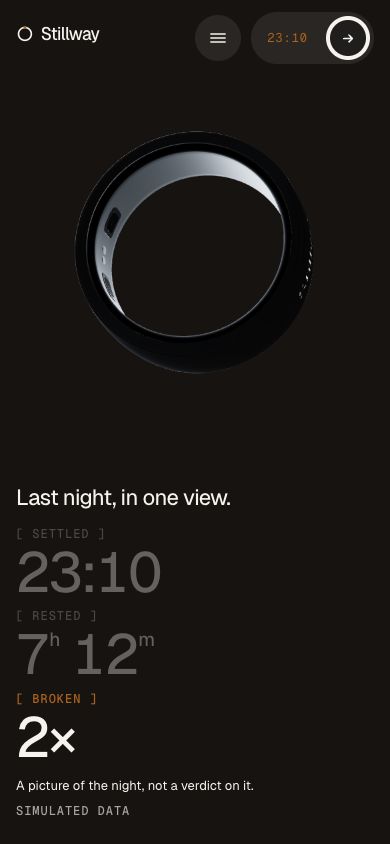 Stillway
23:10
Last night, in one view.
[ SETTLED ]
23:10
[ RESTED ]
7h 12m
[ BROKEN ]
2×
A picture of the night, not a verdict on it.
SIMULATED DATA